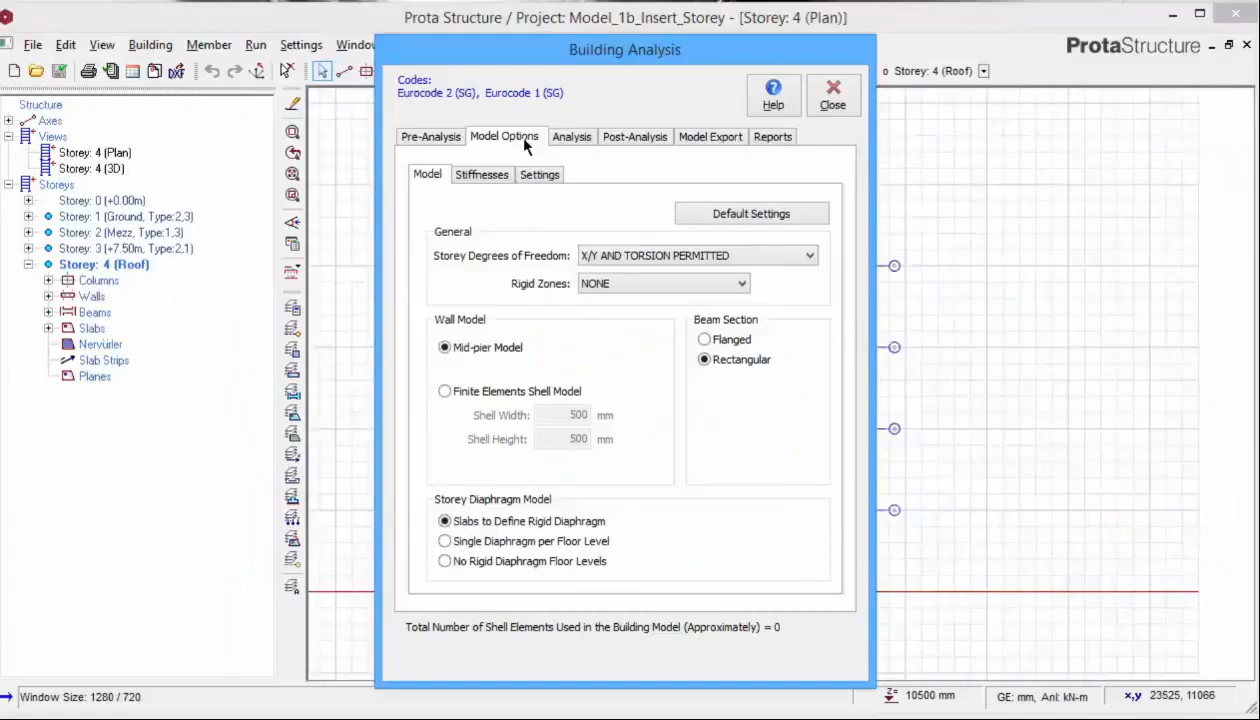 Prota Structure / Project: Model_1b_Insert_Storey - [Storey: 4 (Plan)]
File Edit View Building Member Run Settings Windo
ProtaStructure
DXF
o Storey: 4 (Roof)
Structure
Axes
Views
Storey: 4 (Plan)
Storey: 4 (3D)
Storeys
Storey: 0 (+0.00m)
Storey: 1 (Ground, Type:2,3)
Storey: 2 (Mezz, Type:1,3)
Storey: 3 (+7.50m, Type:2,1)
Storey: 4 (Roof)
Columns
Walls
Beams
Slabs
Nervürler
Slab Strips
Planes
Building Analysis
Codes:
Eurocode 2 (SG), Eurocode 1 (SG)
Help
Close
Pre-Analysis Model Options Analysis Post-Analysis Model Export Reports
Model Stiffnesses Settings
Default Settings
General
Storey Degrees of Freedom: X/Y AND TORSION PERMITTED
Rigid Zones: NONE
Wall Model
Mid-pier Model
Finite Elements Shell Model
Shell Width: 500 mm
Shell Height: 500 mm
Beam Section
Flanged
Rectangular
Storey Diaphragm Model
Slabs to Define Rigid Diaphragm
Single Diaphragm per Floor Level
No Rigid Diaphragm Floor Levels
Total Number of Shell Elements Used in the Building Model (Approximately) = 0
Window Size: 1280 / 720
Z= 10500 mm
GE: mm, Anl: kN-m
x,y 23525, 11066